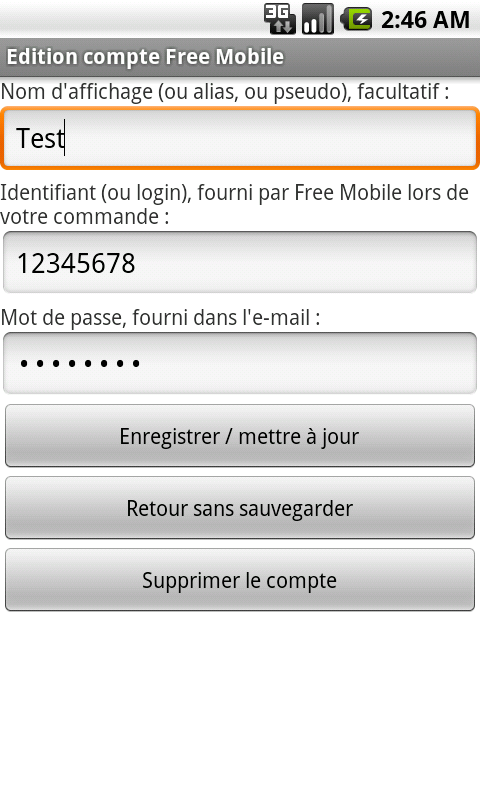 3G 2:46 AM
Edition compte Free Mobile
Nom d'affichage (ou alias, ou pseudo), facultatif :
Test
Identifiant (ou login), fourni par Free Mobile lors de
votre commande :
12345678
Mot de passe, fourni dans l'e-mail :
••••••••
Enregistrer / mettre à jour
Retour sans sauvegarder
Supprimer le compte